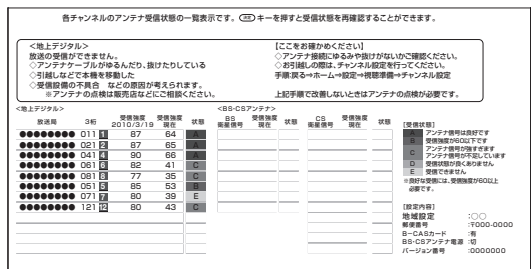 各チャンネルのアンテナ受信状態の一覧表示です。 キーを押すと受信状態を再確認することができます。
<地上デジタル>
放送の受信ができません。
◇アンテナケーブルがゆるんだり、抜けたりしている
◇引越しなどで本機を移動した
◇受信設備の不具合 などの原因が考えられます。
※アンテナの点検は販売店などにご相談ください。
【ここをお確かめください】
◇アンテナ接続にゆるみや抜けがないかご確認ください。
◇お引越しの際は、チャンネル設定を行ってください。
手順:戻る→ホーム→設定→視聴準備→チャンネル設定
上記手順で改善しないときはアンテナの点検が必要です。
<地上デジタル>
放送局 3桁 受信強度 2010/3/19 受信強度 現在 状態
●●●●●●●● 011 1 87 64 A
●●●●●●●● 021 2 87 65 A
●●●●●●●● 041 4 90 66 A
●●●●●●●● 061 6 82 41 C
●●●●●●●● 081 8 77 35 C
●●●●●●●● 051 5 85 53 B
●●●●●●●● 071 7 80 39 E
●●●●●●●● 121 12 80 43 C
<BS・CSアンテナ>
BS 衛星信号 受信強度 現在 状態 CS 衛星信号 受信強度 現在 状態
[受信状態]
A アンテナ信号は良好です
B 受信強度が60以下です
C アンテナ信号が強すぎます
アンテナ信号が不足しています
D 受信状態が良くありません
E 受信できません
※良好な受信には、受信強度が60以上
必要です。
[設定内容]
地域設定 :○○
郵便番号 :〒000-0000
B-CASカード :有
BS・CSアンテナ電源 :切
バージョン番号 :0000000